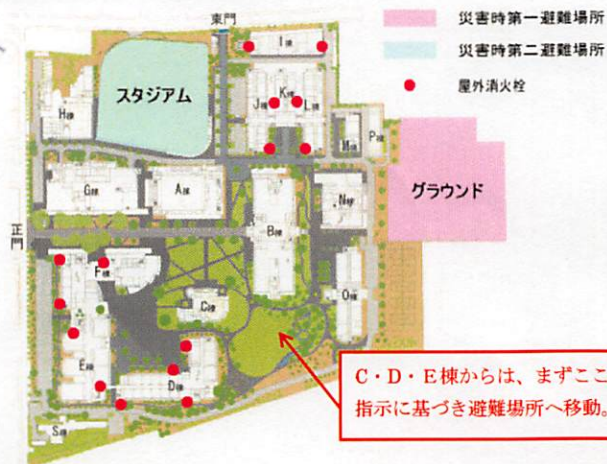 東門
災害時第一避難場所
災害時第二避難場所
屋外消火栓
I棟
スタジアム
K棟
J棟
L棟
H棟
M棟
P棟
グラウンド
G棟
A棟
N棟
B棟
正門
F棟
C棟
O棟
E棟
D棟
C・D・E棟からは、まずここ
指示に基づき避難場所へ移動。
S棟